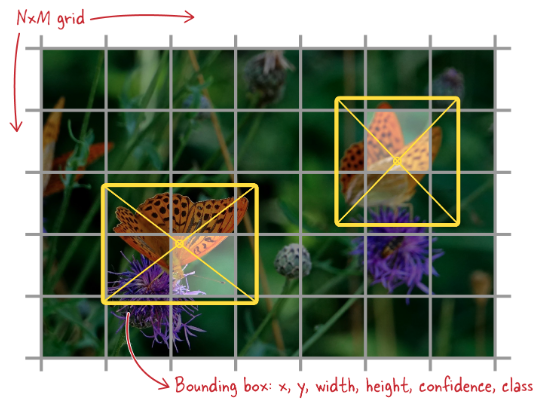 NxM grid
Bounding box: x, y, width, height, confidence, class